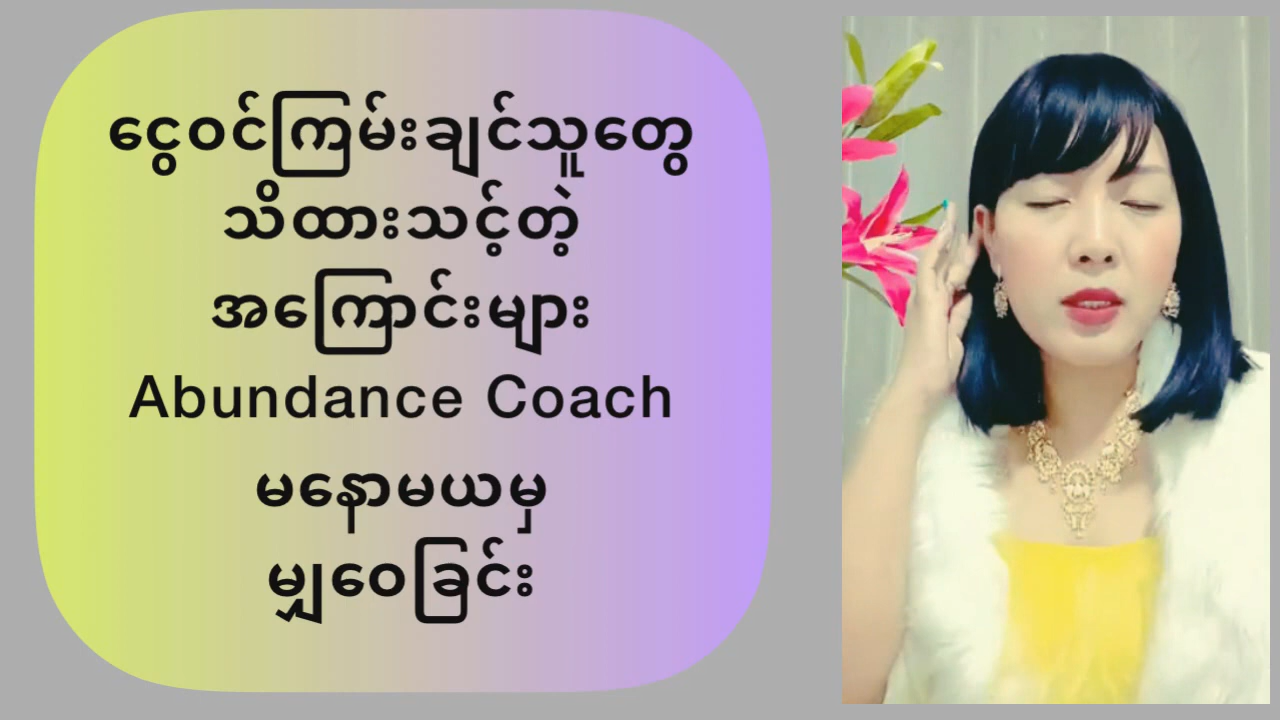 ငွေဝင်ကြမ်းချင်သူတွေ
သိထားသင့်တဲ့
အကြောင်းများ
Abundance Coach
မနောမယမှ
မျှဝေခြင်း